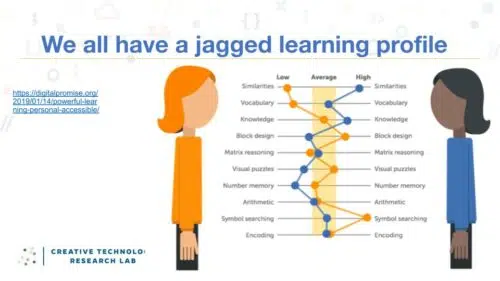 We all have a jagged learning profile
https://digitalpromise.org/
2019/01/14/powerful-lear
ning-personal-accessible/
Low Average High
Similarities Similarities
Vocabulary Vocabulary
Knowledge Knowledge
Block design Block design
Matrix reasoning Matrix reasoning
Visual puzzles Visual puzzles
Number memory Number memory
Arithmetic Arithmetic
Symbol searching Symbol searching
Encoding Encoding
CREATIVE TECHNOLO
RESEARCH LAB